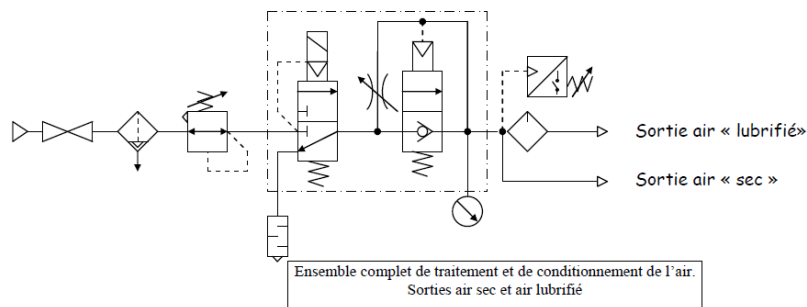 Sortie air « lubrifié»
Sortie air « sec »
Ensemble complet de traitement et de conditionnement de l’air.
Sorties air sec et air lubrifié